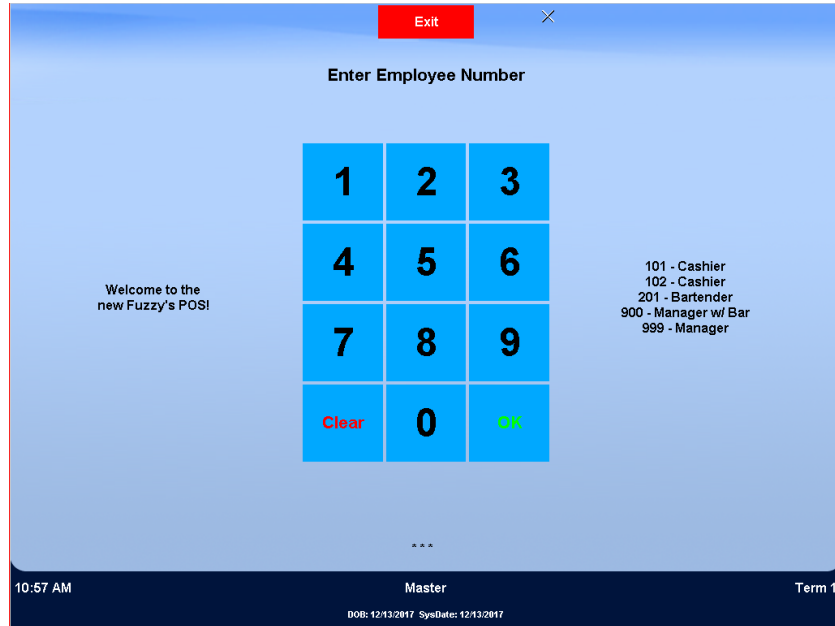 Exit
Enter Employee Number
1 2 3
4 5 6
7 8 9
Clear 0 OK
Welcome to the
new Fuzzy's POS!
101 - Cashier
102 - Cashier
201 - Bartender
900 - Manager w/ Bar
999 - Manager
***
10:57 AM Master Term 1
DOB: 12/13/2017 SysDate: 12/13/2017